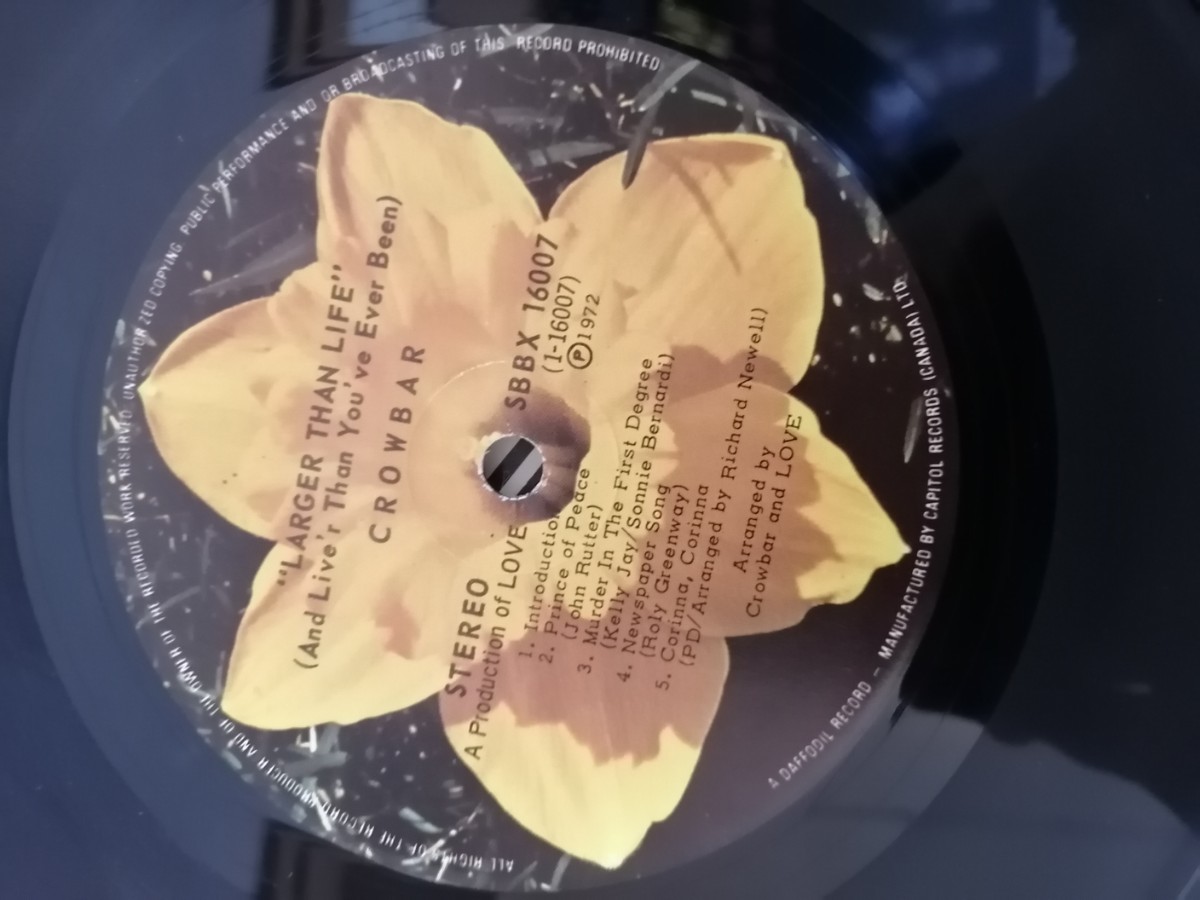 "LARGER THAN LIFE"
(And Live'r Than You've Ever Been)
CROWBAR
STEREO SBBX 16007
A Production of LOVE (1-16007)
℗1972
1. Introduction
2. Prince of Peace
(John Rutter)
3. Murder In The First Degree
(Kelly Jay/Sonnie Bernardi)
4. Newspaper Song
(Roly Greenway)
5. Corinna, Corinna
(PD/Arranged by Richard Newell)
Arranged by
Crowbar and LOVE
A DAFFODIL RECORD – MANUFACTURED BY CAPITOL RECORDS (CANADA) LTD.
ALL RIGHTS OF THE RECORD PRODUCER AND OF THE OWNER OF THE RECORDED WORK RESERVED. UNAUTHORIZED COPYING. PUBLIC PERFORMANCE AND OR BROADCASTING OF THIS RECORD PROHIBITED